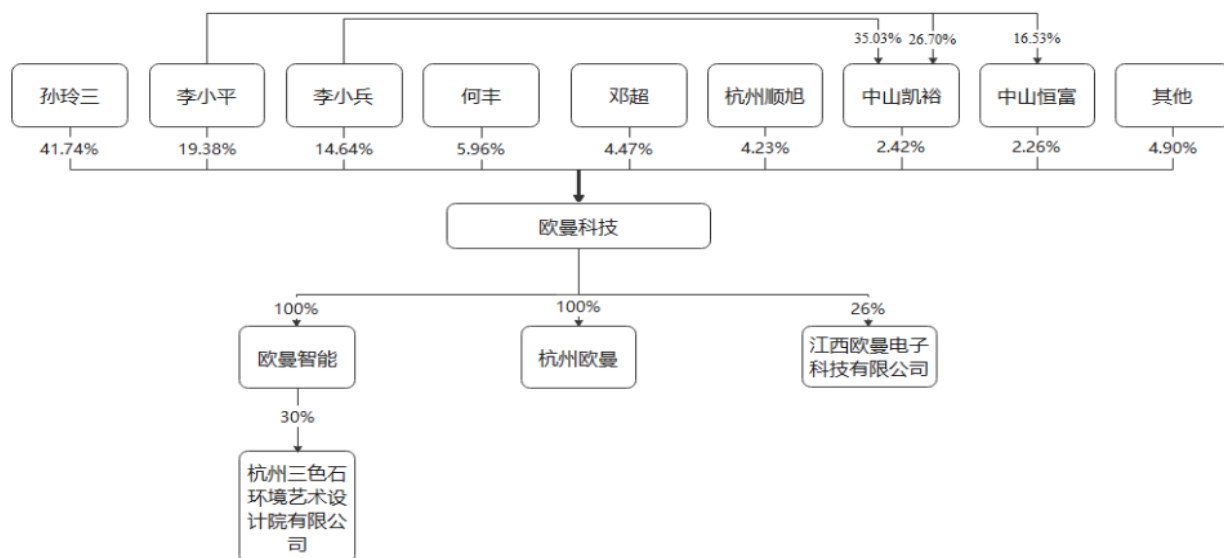 35.03%
26.70%
16.53%
孙玲三
李小平
李小兵
何丰
邓超
杭州顺旭
中山凯裕
中山恒富
其他
41.74%
19.38%
14.64%
5.96%
4.47%
4.23%
2.42%
2.26%
4.90%
欧曼科技
100%
100%
26%
欧曼智能
杭州欧曼
江西欧曼电子
科技有限公司
30%
杭州三色石
环境艺术设
计院有限公
司